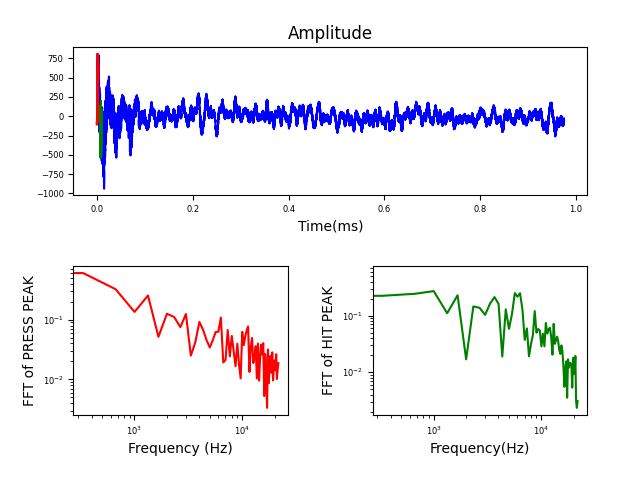 Amplitude
750
500
250
0
−250
−500
−750
−1000
0.0 0.2 0.4 0.6 0.8 1.0
Time(ms)
FFT of PRESS PEAK
10⁻¹
10⁻²
10³ 10⁴
Frequency (Hz)
FFT of HIT PEAK
10⁻¹
10⁻²
10³ 10⁴
Frequency(Hz)